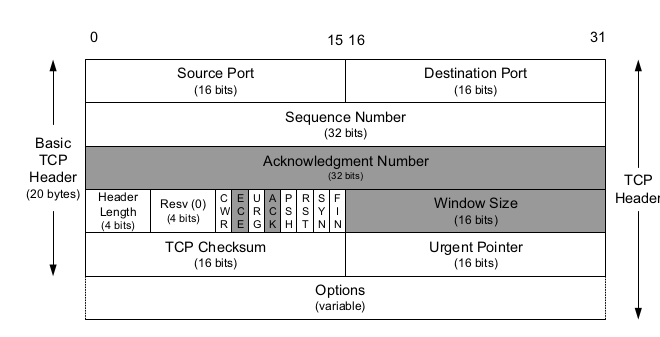 0 15 16 31
Source Port Destination Port
(16 bits) (16 bits)
Sequence Number
(32 bits)
Basic
TCP
Header
(20 bytes)
Acknowledgment Number
(32 bits)
TCP
Header
Header
Length
(4 bits)
Resv (0)
(4 bits)
CWR
ECE
URG
ACK
PSH
RST
SYN
FIN
Window Size
(16 bits)
TCP Checksum Urgent Pointer
(16 bits) (16 bits)
Options
(variable)